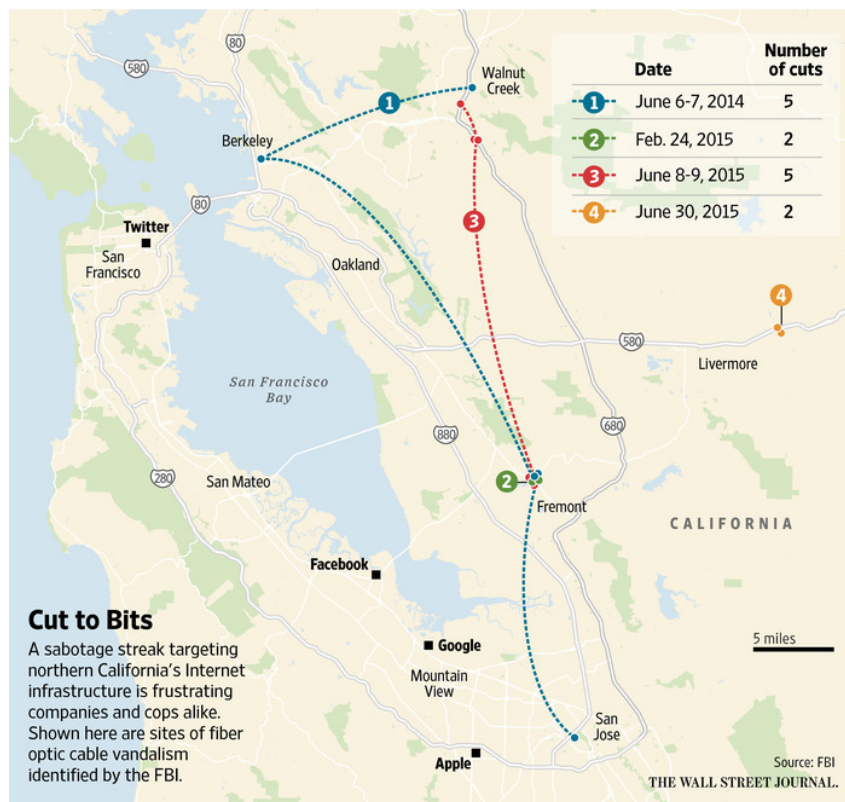 80
580
Walnut
Creek
Date
Number
of cuts
1 June 6-7, 2014 5
2 Feb. 24, 2015 2
3 June 8-9, 2015 5
4 June 30, 2015 2
1
Berkeley
80
Twitter
San
Francisco
3
Oakland
4
580
Livermore
San Francisco
Bay
880
680
280
San Mateo
2
Fremont
CALIFORNIA
Facebook
Cut to Bits
A sabotage streak targeting
northern California's Internet
infrastructure is frustrating
companies and cops alike.
Shown here are sites of fiber
optic cable vandalism
identified by the FBI.
Google
Mountain
View
5 miles
San
Jose
Apple
Source: FBI
THE WALL STREET JOURNAL.